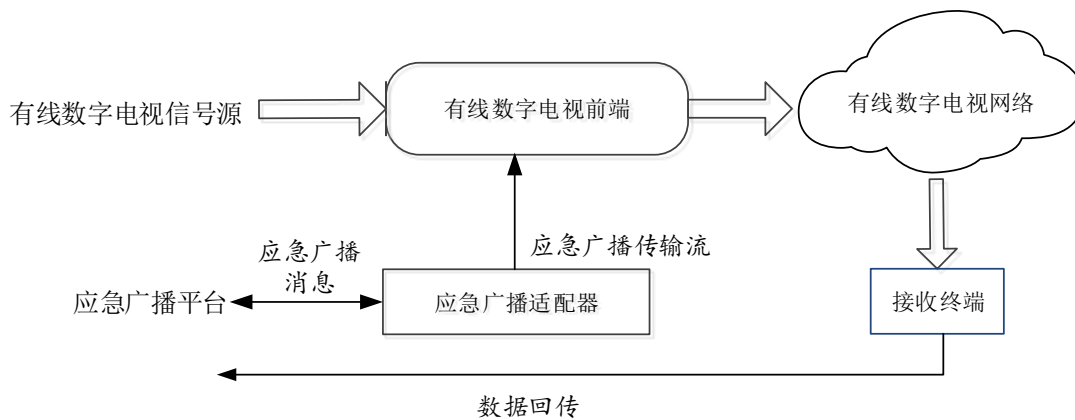 有线数字电视信号源
有线数字电视前端
有线数字电视网络
应急广播
消息
应急广播传输流
应急广播平台
应急广播适配器
接收终端
数据回传